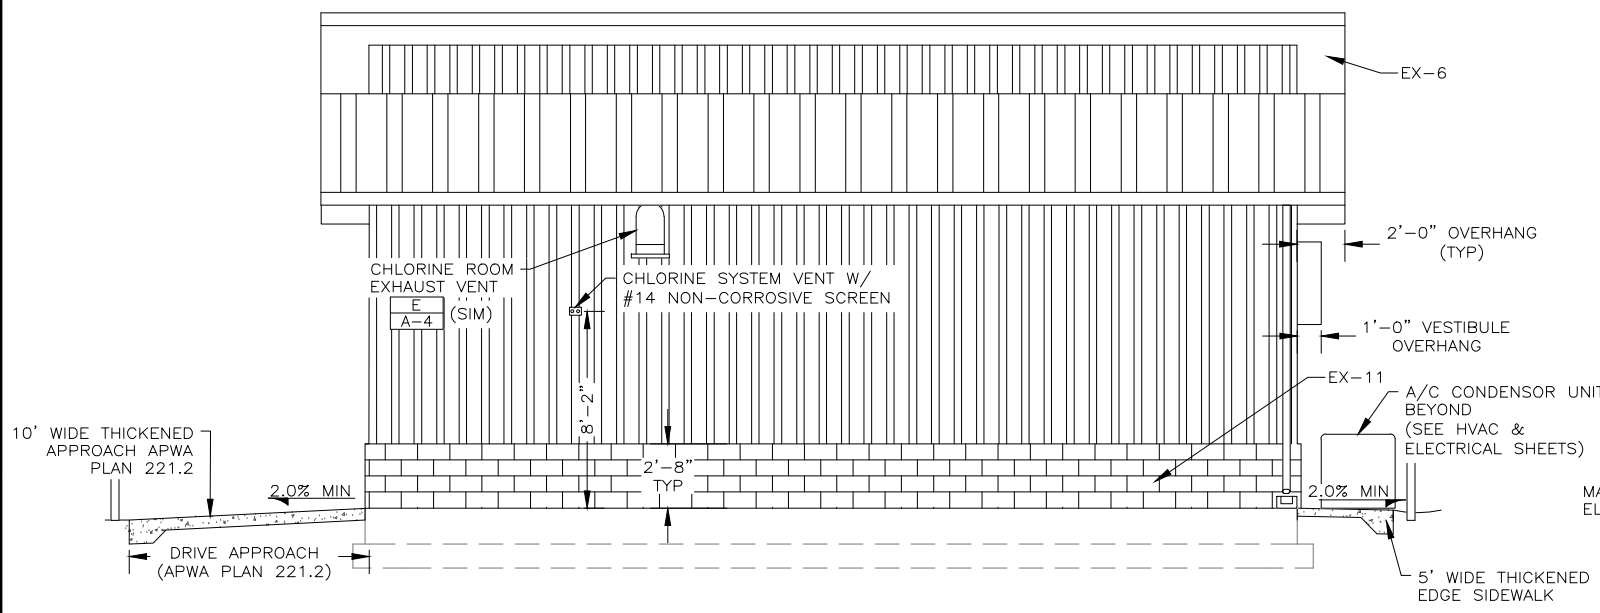 EX-6
2'-0" OVERHANG
(TYP)
CHLORINE ROOM
EXHAUST VENT
E
A-4
(SIM)
CHLORINE SYSTEM VENT W/
#14 NON-CORROSIVE SCREEN
1'-0" VESTIBULE
OVERHANG
EX-11
8'-2"
A/C CONDENSOR UNIT
BEYOND
(SEE HVAC &
ELECTRICAL SHEETS)
10' WIDE THICKENED
APPROACH APWA
PLAN 221.2
2'-8"
TYP
2.0% MIN
2.0% MIN
MA
EL
DRIVE APPROACH
(APWA PLAN 221.2)
5' WIDE THICKENED
EDGE SIDEWALK